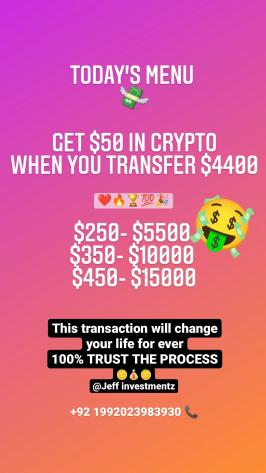 TODAY'S MENU
💸
GET $50 IN CRYPTO
WHEN YOU TRANSFER $4400
❤️🔥🏆💯🎉
$250- $5500
$350- $10000
$450- $15000
This transaction will change
your life for ever
100% TRUST THE PROCESS
🪙💰🪙
@Jeff investmentz
+92 1992023983930 📞